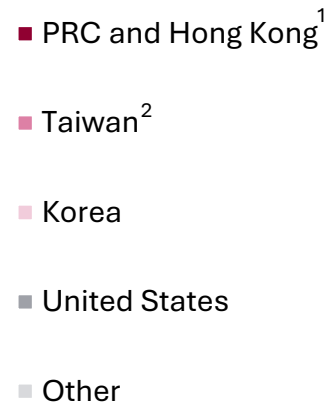 PRC and Hong Kong¹
Taiwan²
Korea
United States
Other